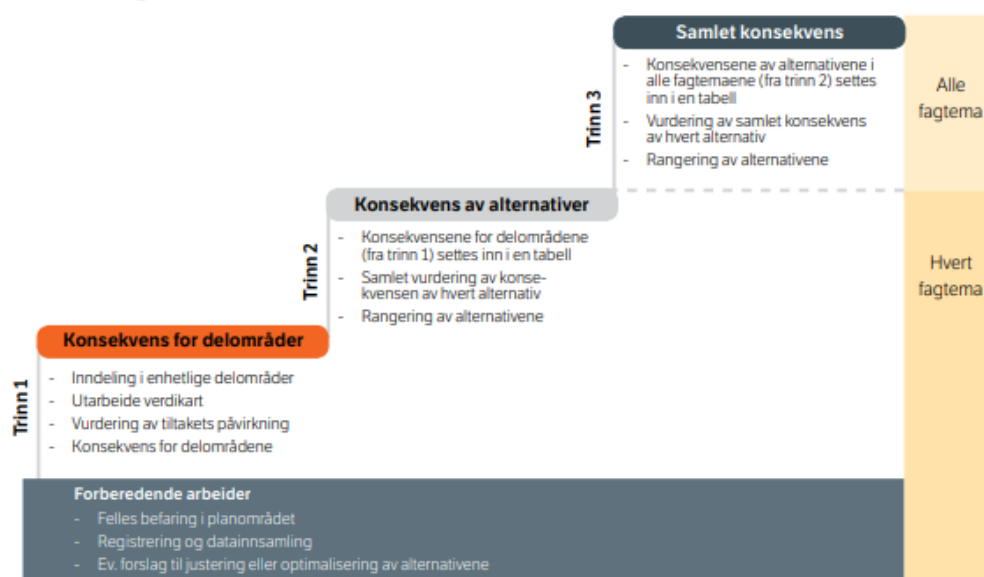 Samlet konsekvens
- Konsekvensene av alternativene i
alle fagtemaene (fra trinn 2) settes
inn i en tabell
- Vurdering av samlet konsekvens
av hvert alternativ
- Rangering av alternativene
Trinn 3
Alle
fagtema
Konsekvens av alternativer
- Konsekvensene for delområdene
(fra trinn 1) settes inn i en tabell
- Samlet vurdering av konse-
kvensen av hvert alternativ
- Rangering av alternativene
Trinn 2
Hvert
fagtema
Konsekvens for delområder
- Inndeling i enhetlige delområder
- Utarbeide verdikart
- Vurdering av tiltakets påvirkning
- Konsekvens for delområdene
Trinn 1
Forberedende arbeider
- Felles befaring i planområdet
- Registrering og datainnsamling
- Ev. forslag til justering eller optimalisering av alternativene